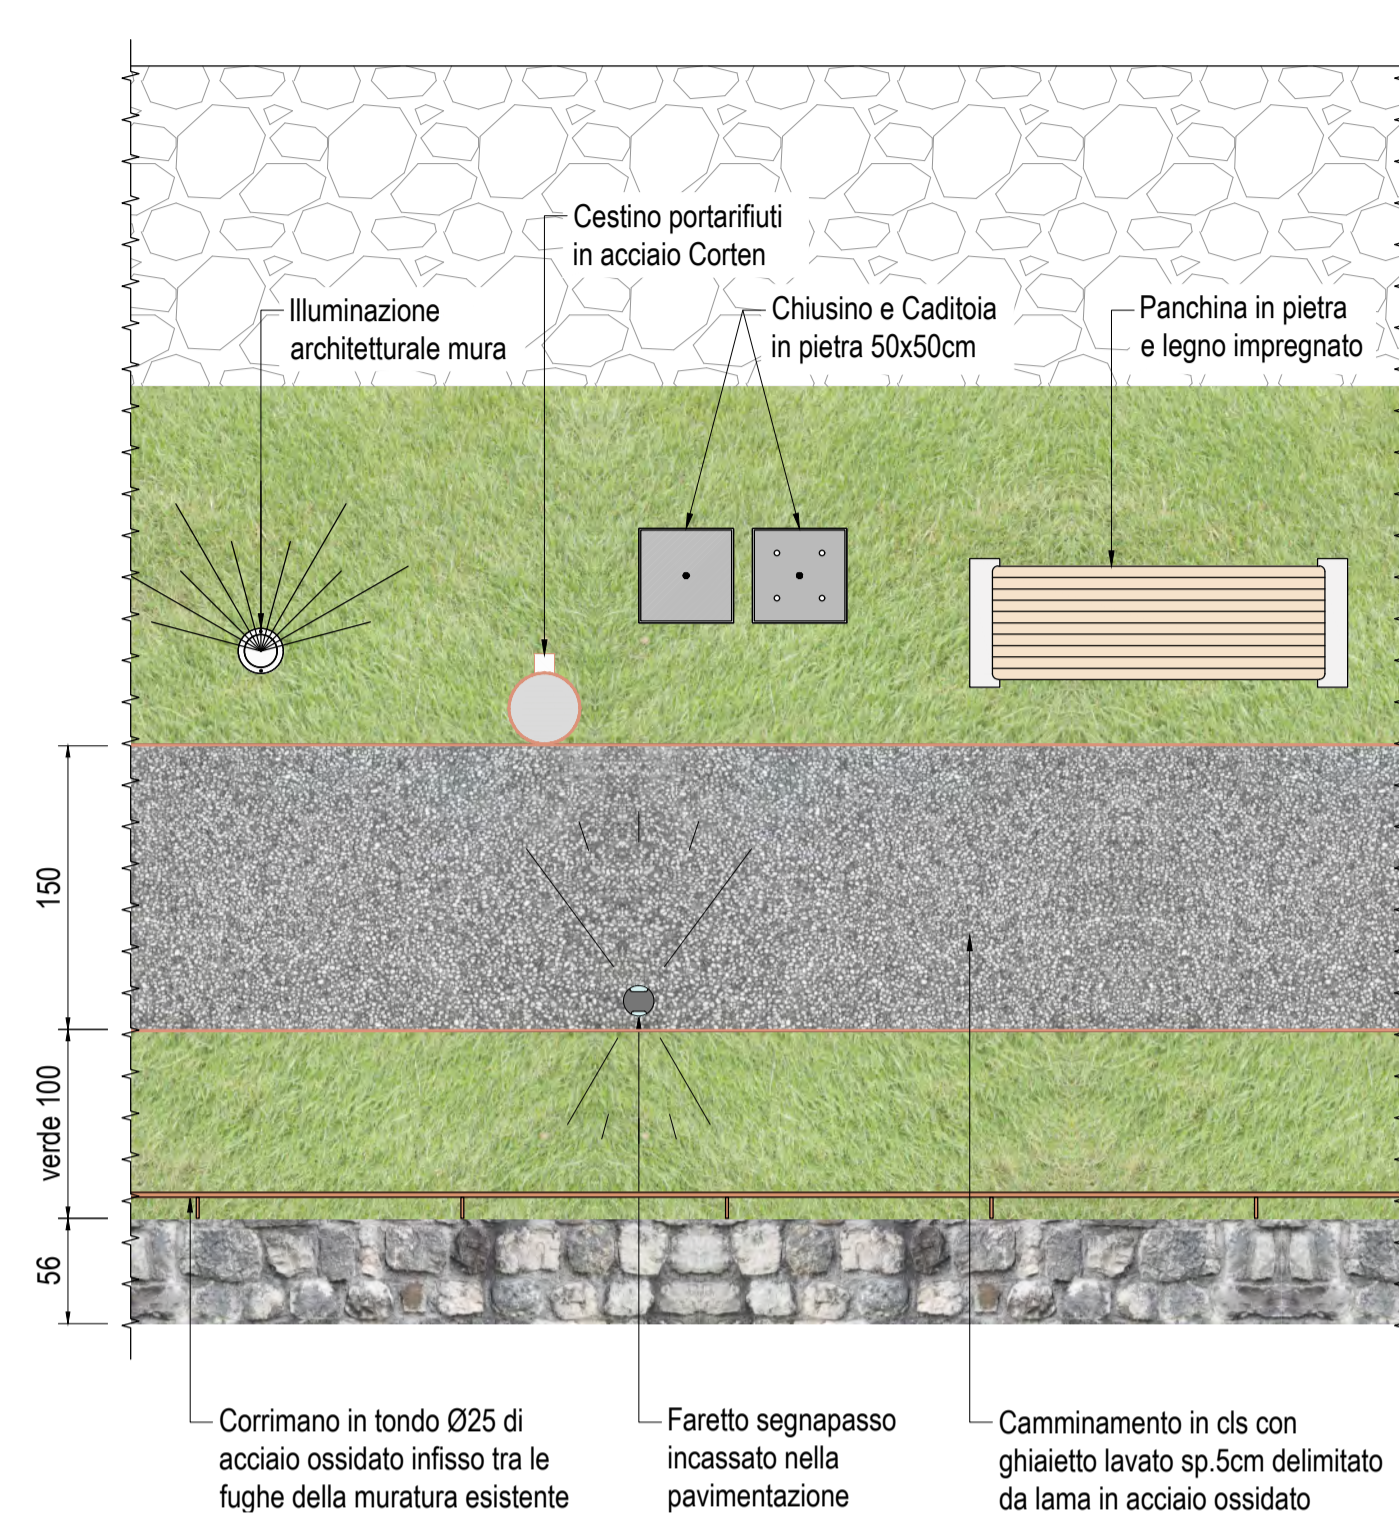 Cestino portarifiuti
in acciaio Corten
Illuminazione
architetturale mura
Chiusino e Caditoia
in pietra 50x50cm
Panchina in pietra
e legno impregnato
150
verde 100
56
Corrimano in tondo Ø25 di
acciaio ossidato infisso tra le
fughe della muratura esistente
Faretto segnapasso
incassato nella
pavimentazione
Camminamento in cls con
ghiaietto lavato sp.5cm delimitato
da lama in acciaio ossidato